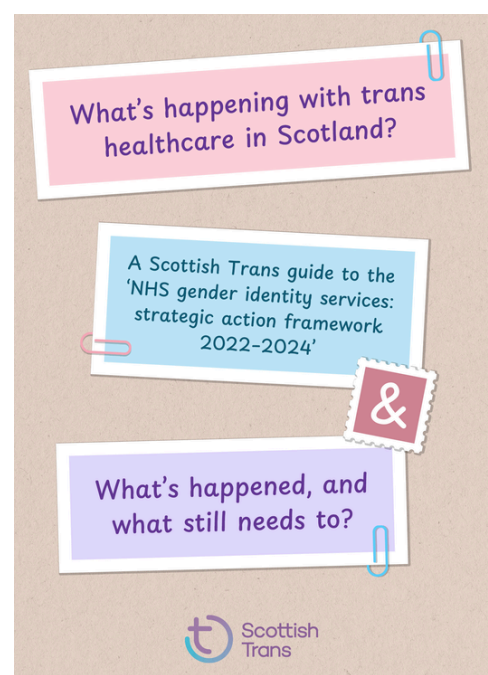 What's happening with trans
healthcare in Scotland?
A Scottish Trans guide to the
‘NHS gender identity services:
strategic action framework
2022–2024’
&
What's happened, and
what still needs to?
Scottish
Trans